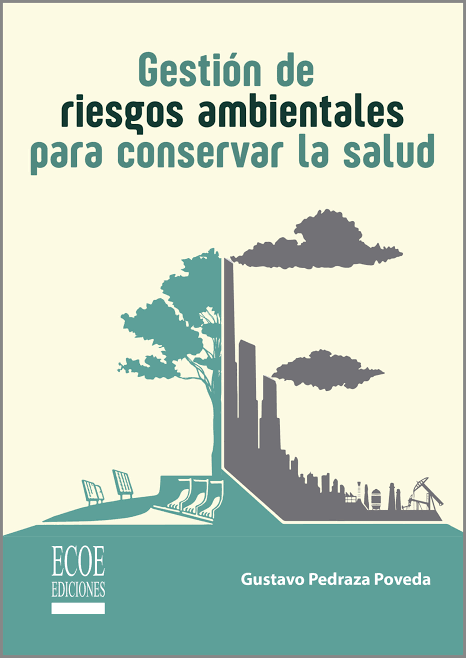 Gestión de
riesgos ambientales
para conservar la salud
ECOE
EDICIONES
Gustavo Pedraza Poveda